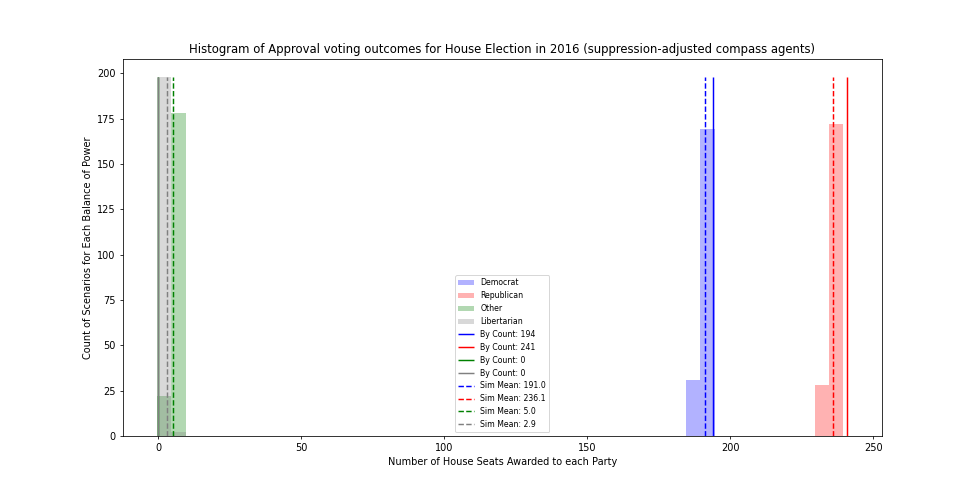 Histogram of Approval voting outcomes for House Election in 2016 (suppression-adjusted compass agents)
Count of Scenarios for Each Balance of Power
200
175
150
125
100
75
50
25
0
Democrat
Republican
Other
Libertarian
By Count: 194
By Count: 241
By Count: 0
By Count: 0
Sim Mean: 191.0
Sim Mean: 236.1
Sim Mean: 5.0
Sim Mean: 2.9
0 50 100 150 200 250
Number of House Seats Awarded to each Party